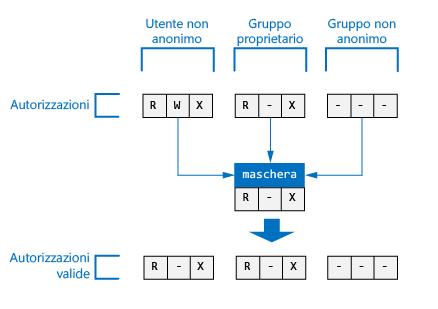 Utente non
anonimo
Gruppo
proprietario
Gruppo non
anonimo
Autorizzazioni
R W X
R - X
- - -
maschera
R - X
Autorizzazioni
valide
R - X
R - X
- - -